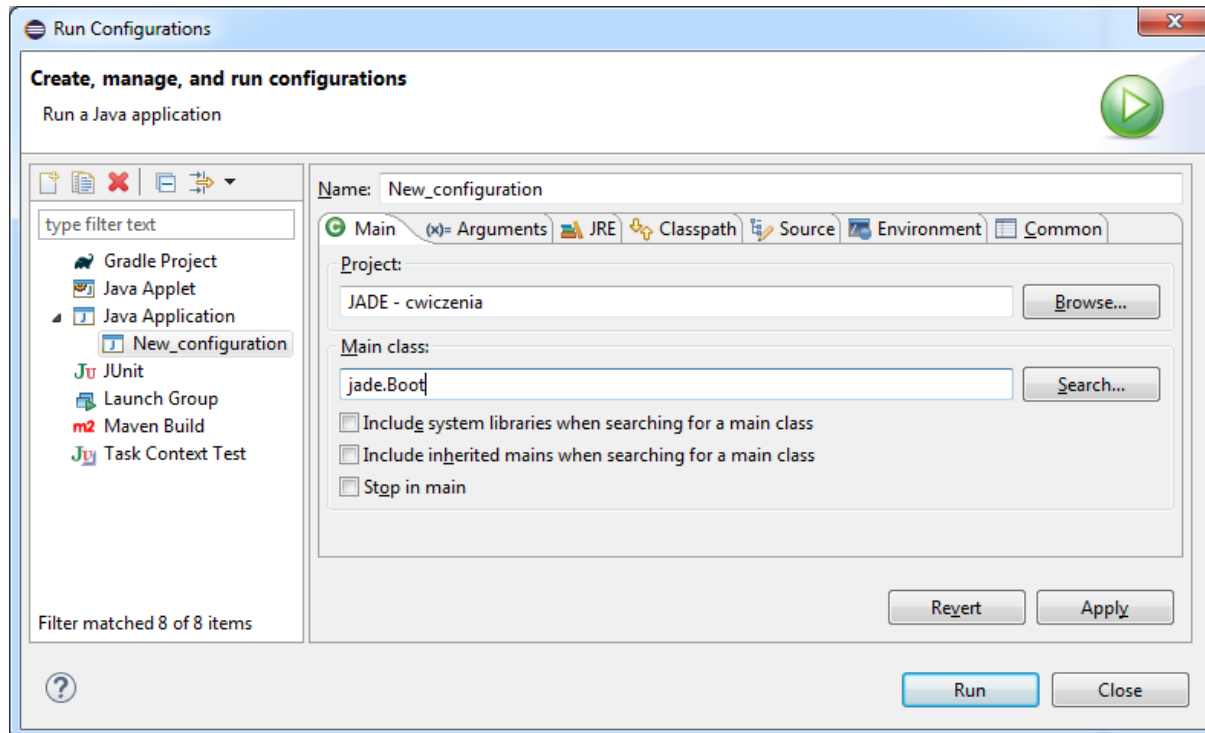 Run Configurations
Create, manage, and run configurations
Run a Java application
type filter text
Gradle Project
Java Applet
Java Application
New_configuration
Ju JUnit
Launch Group
m2 Maven Build
Ju Task Context Test
Filter matched 8 of 8 items
Name: New_configuration
Main (x)= Arguments JRE Classpath Source Environment Common
Project:
JADE - cwiczenia Browse...
Main class:
jade.Boot Search...
Include system libraries when searching for a main class
Include inherited mains when searching for a main class
Stop in main
Revert Apply
Run Close